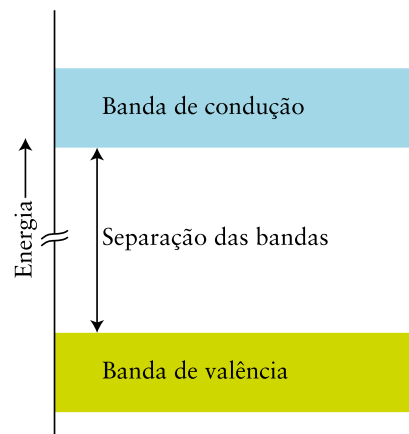 Banda de condução
Energia
Separação das bandas
Banda de valência